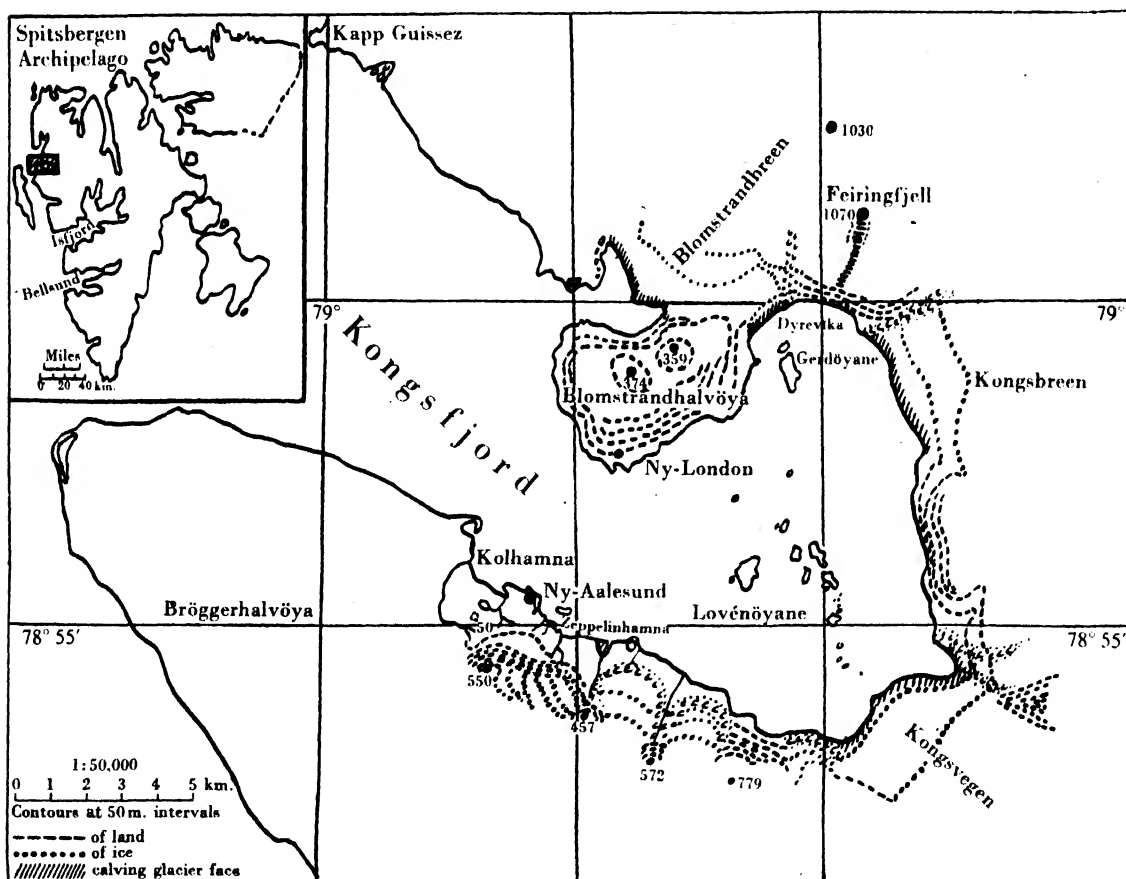 Spitsbergen
Archipelago
Isfjord
Bellsund
Miles
0 20 40 km.
Kapp Guissez
1030
Feiringfjell
1070
Blomstrandbreen
79°
79°
Kongsfjord
Dyrevika
Gerdöyane
359
374
Blomstrandhalvöya
Kongsbreen
Ny-London
Kolhamna
Ny-Aalesund
Bröggerhalvöya
Zeppelinhamna
Lovénöyane
50
78° 55'
78° 55'
550
457
572
779
Kongsvegen
1:50,000
0 1 2 3 4 5 km.
Contours at 50 m. intervals
of land
of ice
calving glacier face